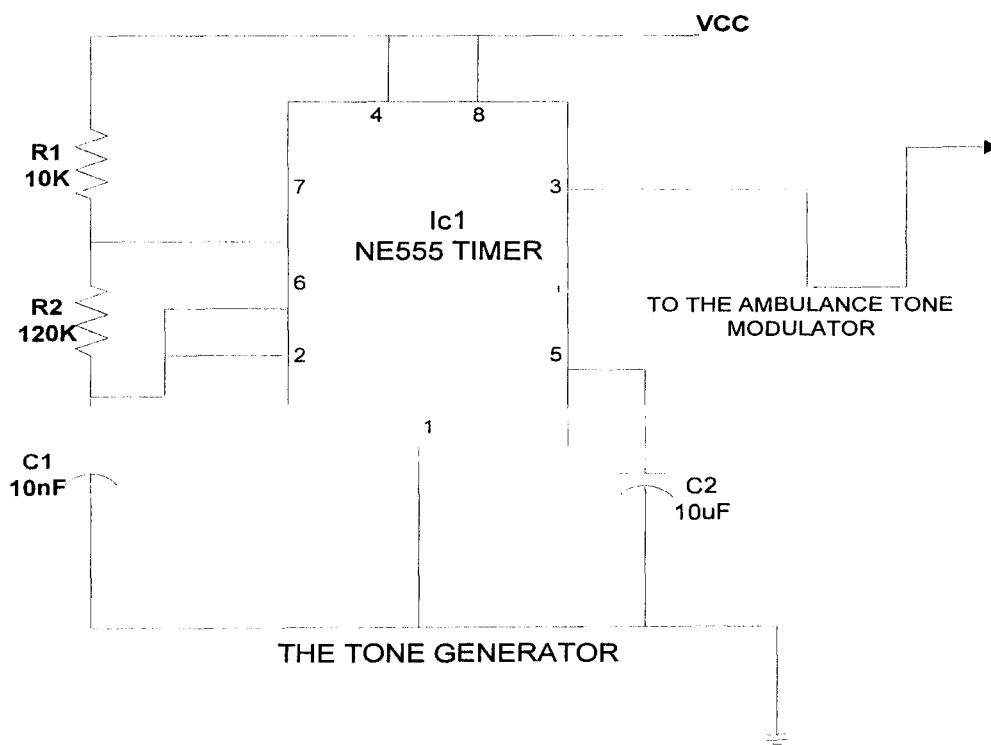 VCC
4 8
R1
10K
7
3
Ic1
NE555 TIMER
6
R2
120K
TO THE AMBULANCE TONE
MODULATOR
2
5
1
C1
10nF
C2
10uF
THE TONE GENERATOR